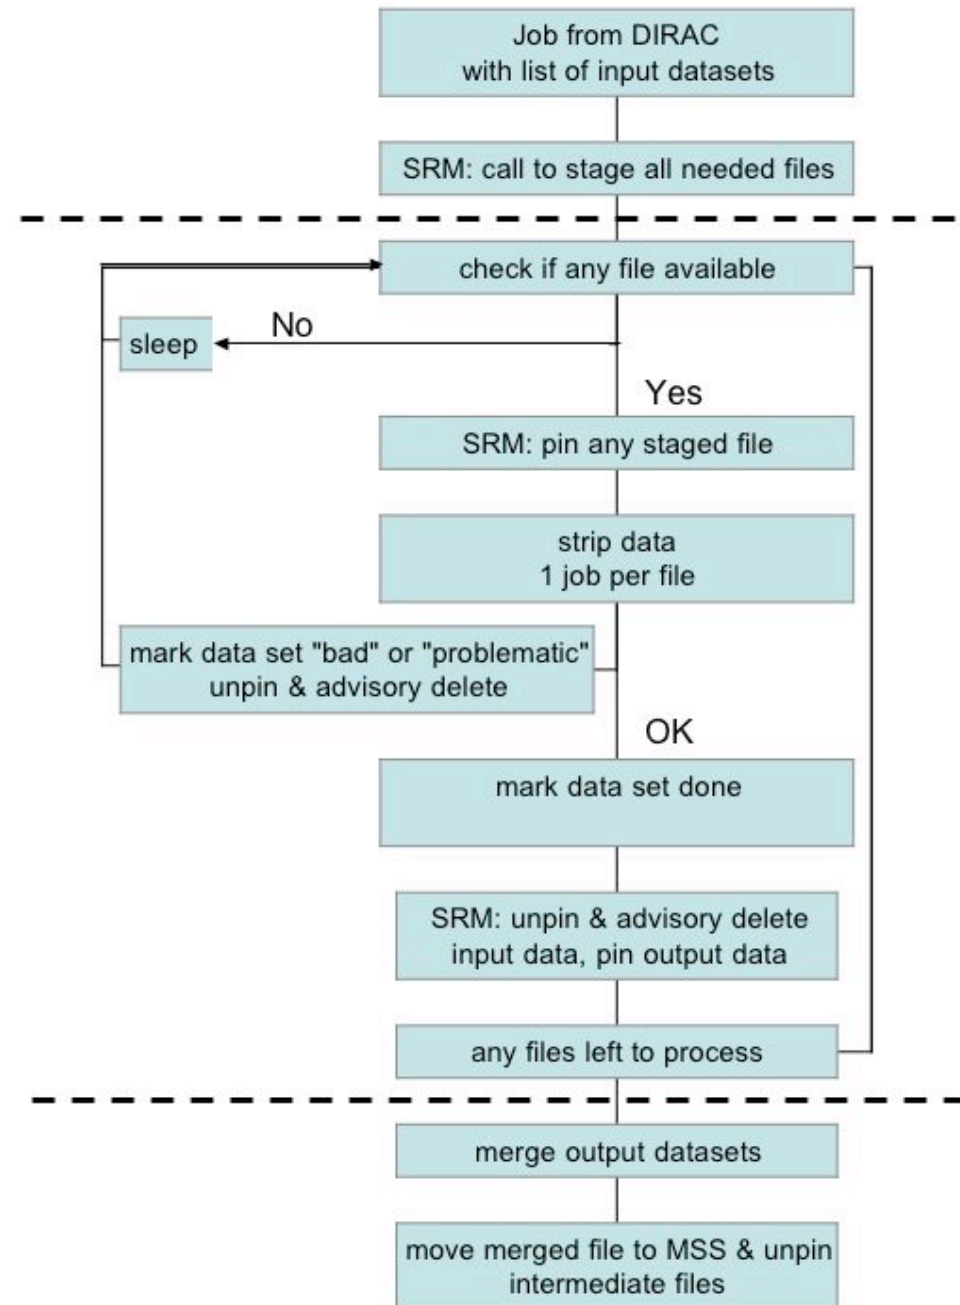 Job from DIRAC
with list of input datasets
SRM: call to stage all needed files
check if any file available
No
sleep
Yes
SRM: pin any staged file
strip data
1 job per file
mark data set "bad" or "problematic"
unpin & advisory delete
OK
mark data set done
SRM: unpin & advisory delete
input data, pin output data
any files left to process
merge output datasets
move merged file to MSS & unpin
intermediate files